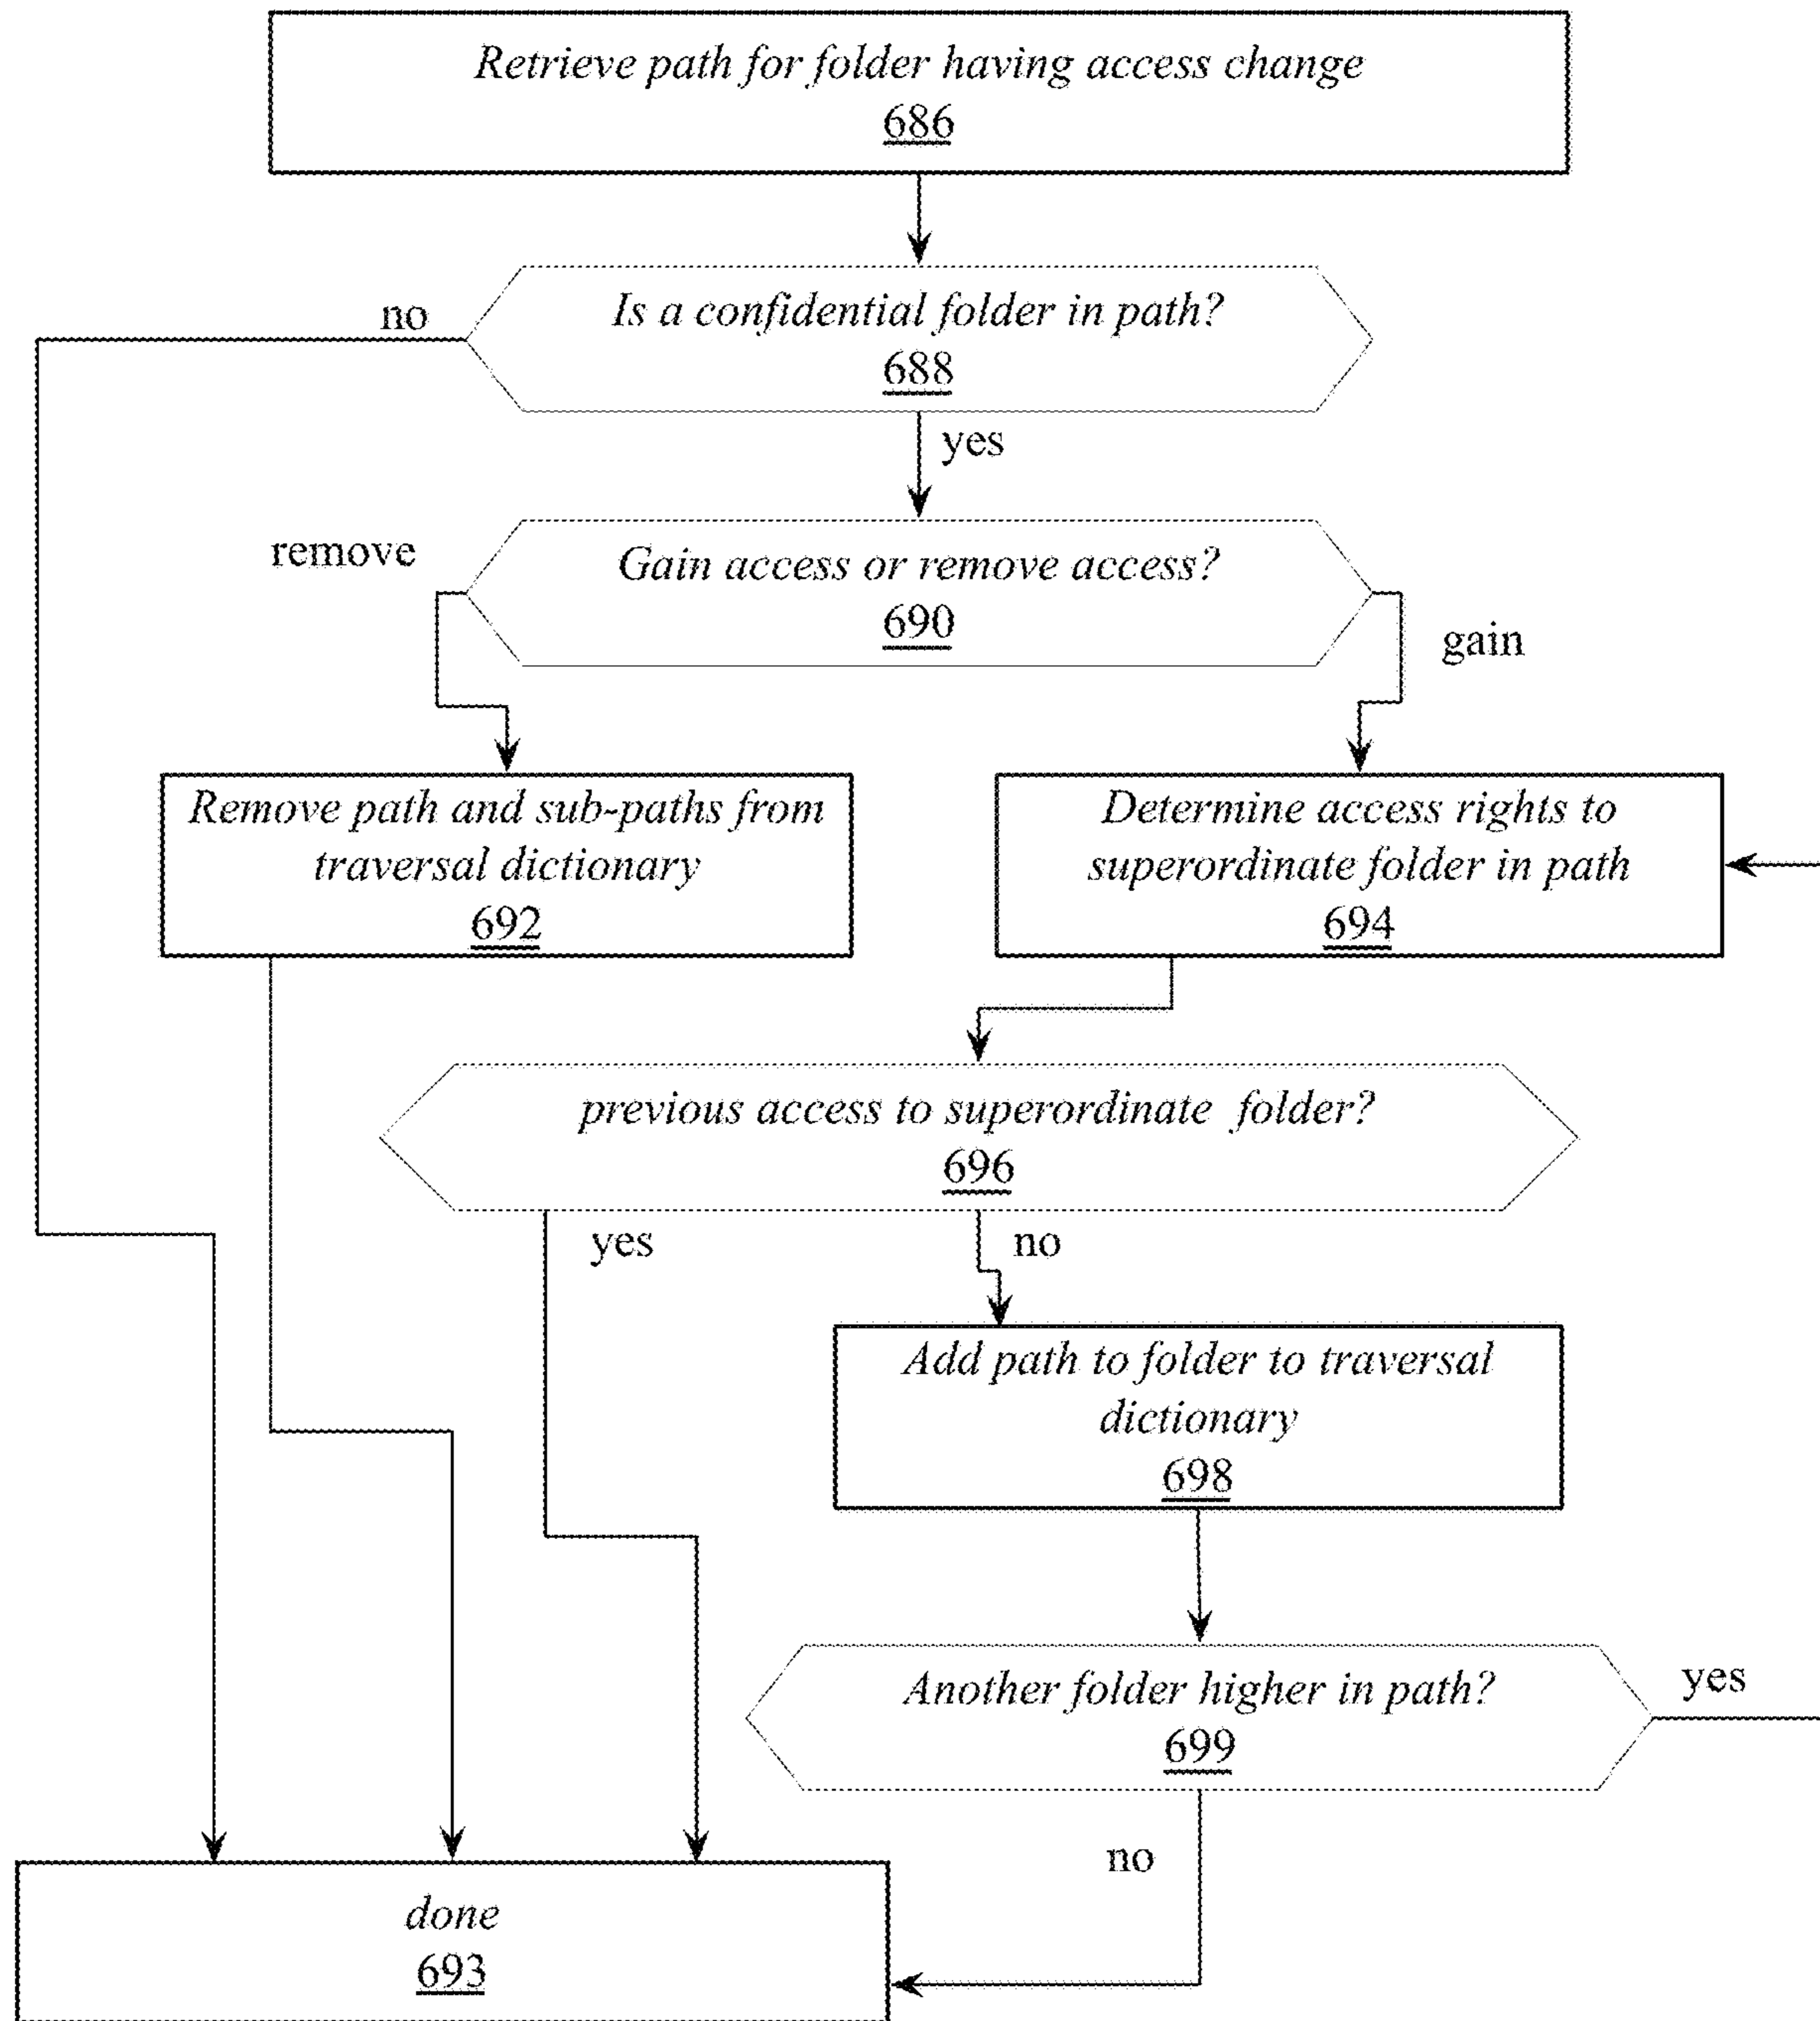 Retrieve path for folder having access change
686
no
Is a confidential folder in path?
688
yes
remove
Gain access or remove access?
690
gain
Remove path and sub-paths from
traversal dictionary
692
Determine access rights to
superordinate folder in path
694
previous access to superordinate folder?
696
yes
no
Add path to folder to traversal
dictionary
698
Another folder higher in path?
699
yes
no
done
693